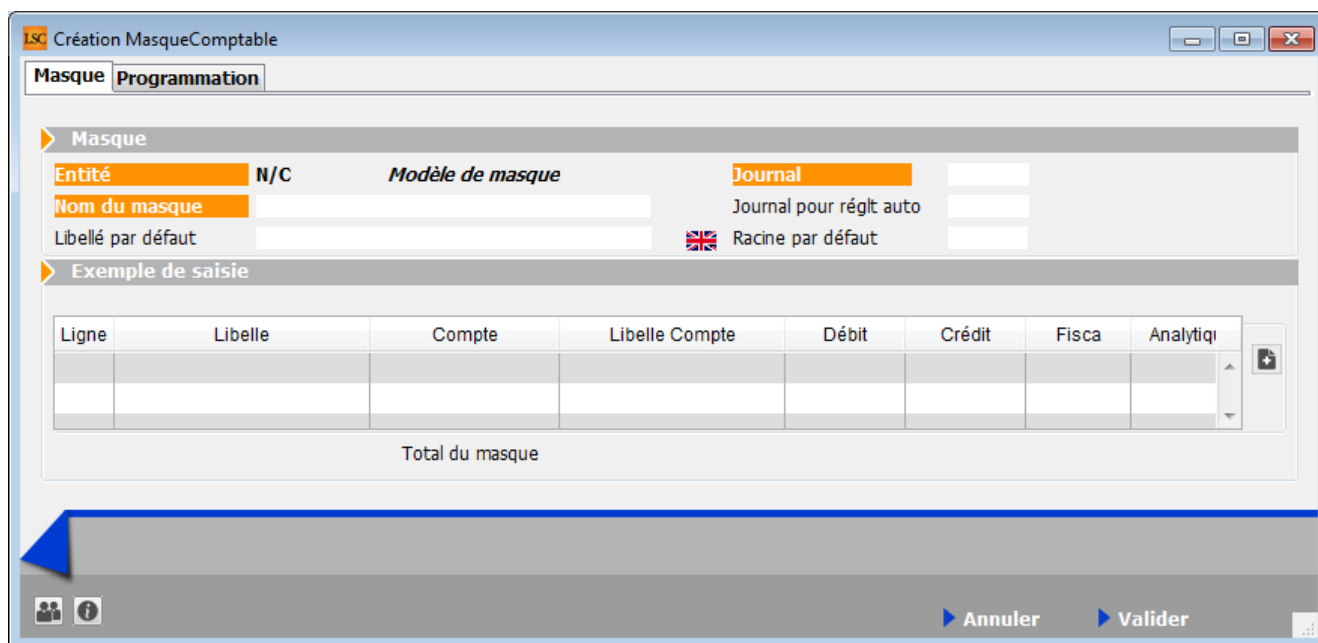 LSC Création MasqueComptable
Masque Programmation
Masque
Entité N/C Modèle de masque Journal
Nom du masque Journal pour réglt auto
Libellé par défaut Racine par défaut
Exemple de saisie
Ligne Libelle Compte Libelle Compte Débit Crédit Fisca Analytiqu
Total du masque
Annuler Valider